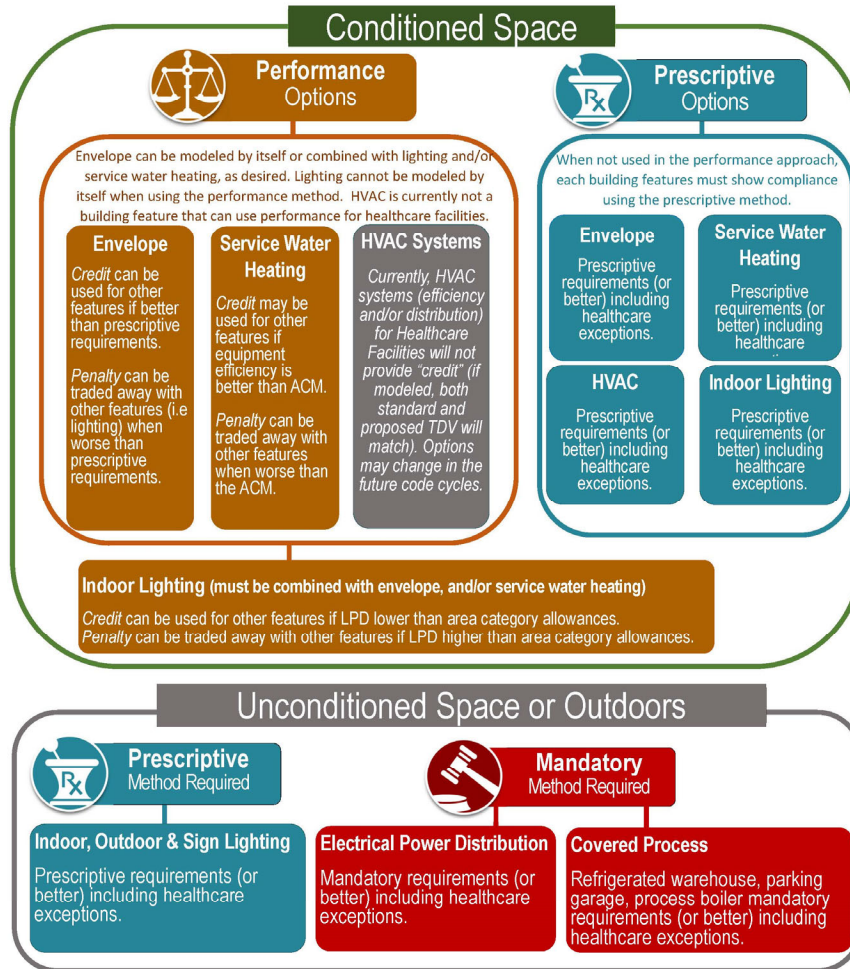 Conditioned Space
Performance
Options
Envelope can be modeled by itself or combined with lighting and/or
service water heating, as desired. Lighting cannot be modeled by
itself when using the performance method. HVAC is currently not a
building feature that can use performance for healthcare facilities.
Envelope
Credit can be
used for other
features if better
than prescriptive
requirements.
Penalty can be
traded away with
other features (i.e
lighting) when
worse than
prescriptive
requirements.
Service Water
Heating
Credit may be
used for other
features if
equipment
efficiency is
better than ACM.
Penalty can be
traded away with
other features
when worse than
the ACM.
HVAC Systems
Currently, HVAC
systems (efficiency
and/or distribution)
for Healthcare
Facilities will not
provide “credit” (if
modeled, both
standard and
proposed TDV will
match). Options
may change in the
future code cycles.
Indoor Lighting (must be combined with envelope, and/or service water heating)
Credit can be used for other features if LPD lower than area category allowances.
Penalty can be traded away with other features if LPD higher than area category allowances.
Rx
Prescriptive
Options
When not used in the performance approach,
each building features must show compliance
using the prescriptive method.
Envelope
Prescriptive
requirements (or
better) including
healthcare
exceptions.
Service Water
Heating
Prescriptive
requirements (or
better) including
healthcare
HVAC
Prescriptive
requirements (or
better) including
healthcare
exceptions.
Indoor Lighting
Prescriptive
requirements (or
better) including
healthcare
exceptions.
Unconditioned Space or Outdoors
Rx
Prescriptive
Method Required
Indoor, Outdoor & Sign Lighting
Prescriptive requirements (or
better) including healthcare
exceptions.
Mandatory
Method Required
Electrical Power Distribution
Mandatory requirements (or
better) including healthcare
exceptions.
Covered Process
Refrigerated warehouse, parking
garage, process boiler mandatory
requirements (or better) including
healthcare exceptions.